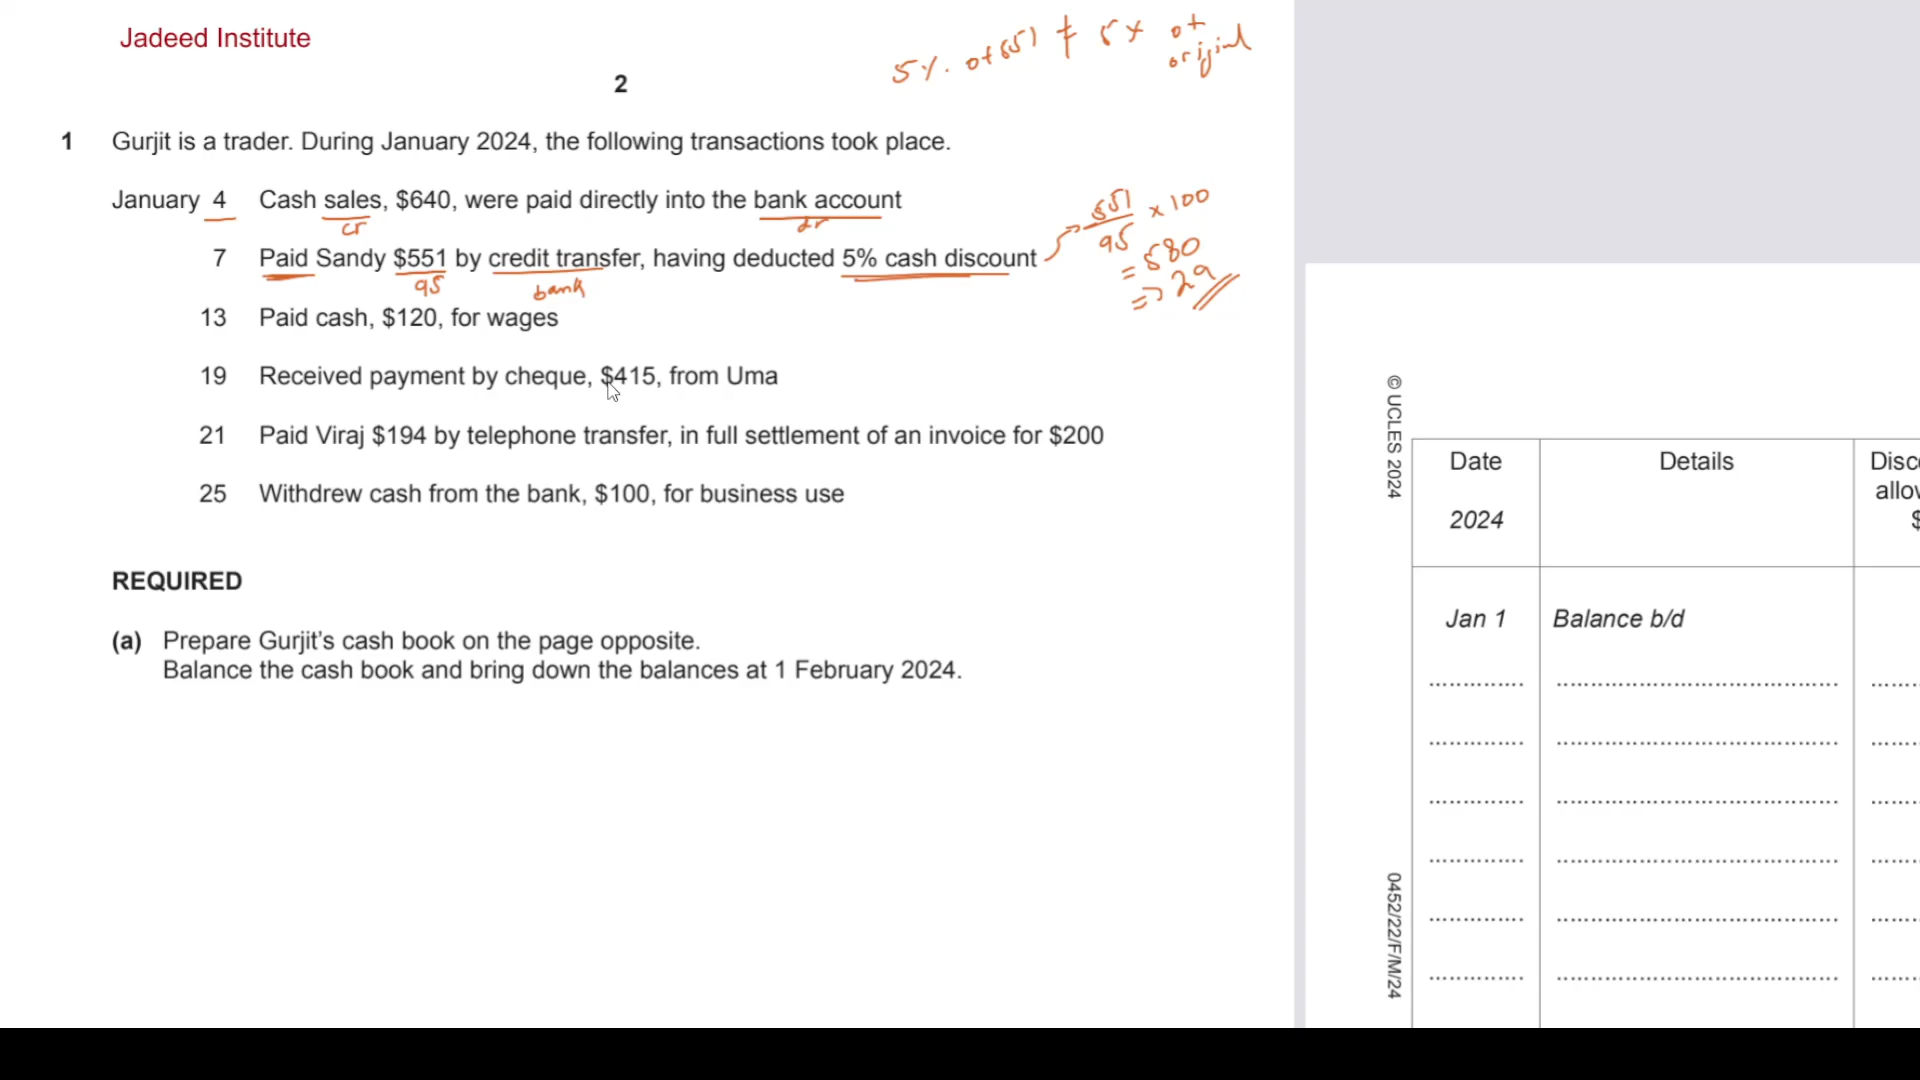 Jadeed Institute
5% of 551 ≠ 5% of
original
2
1 Gurjit is a trader. During January 2024, the following transactions took place.
January 4 Cash sales, $640, were paid directly into the bank account
cr dr
551 × 100
95
= 580
=> 29
7 Paid Sandy $551 by credit transfer, having deducted 5% cash discount
95 bank
13 Paid cash, $120, for wages
19 Received payment by cheque, $415, from Uma
21 Paid Viraj $194 by telephone transfer, in full settlement of an invoice for $200
25 Withdrew cash from the bank, $100, for business use
REQUIRED
(a) Prepare Gurjit’s cash book on the page opposite.
Balance the cash book and bring down the balances at 1 February 2024.
© UCLES 2024
0452/22/F/M/24
Date Details Disc
2024 allow
$
Jan 1 Balance b/d